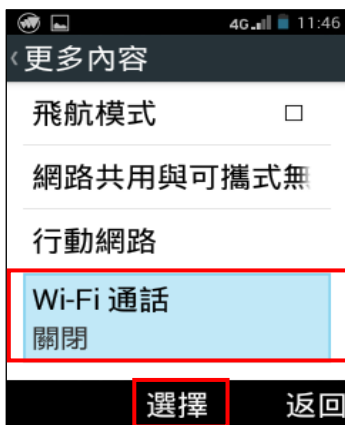 4G 11:46
更多內容
飛航模式
網路共用與可攜式無
行動網路
Wi-Fi 通話
關閉
選擇 返回